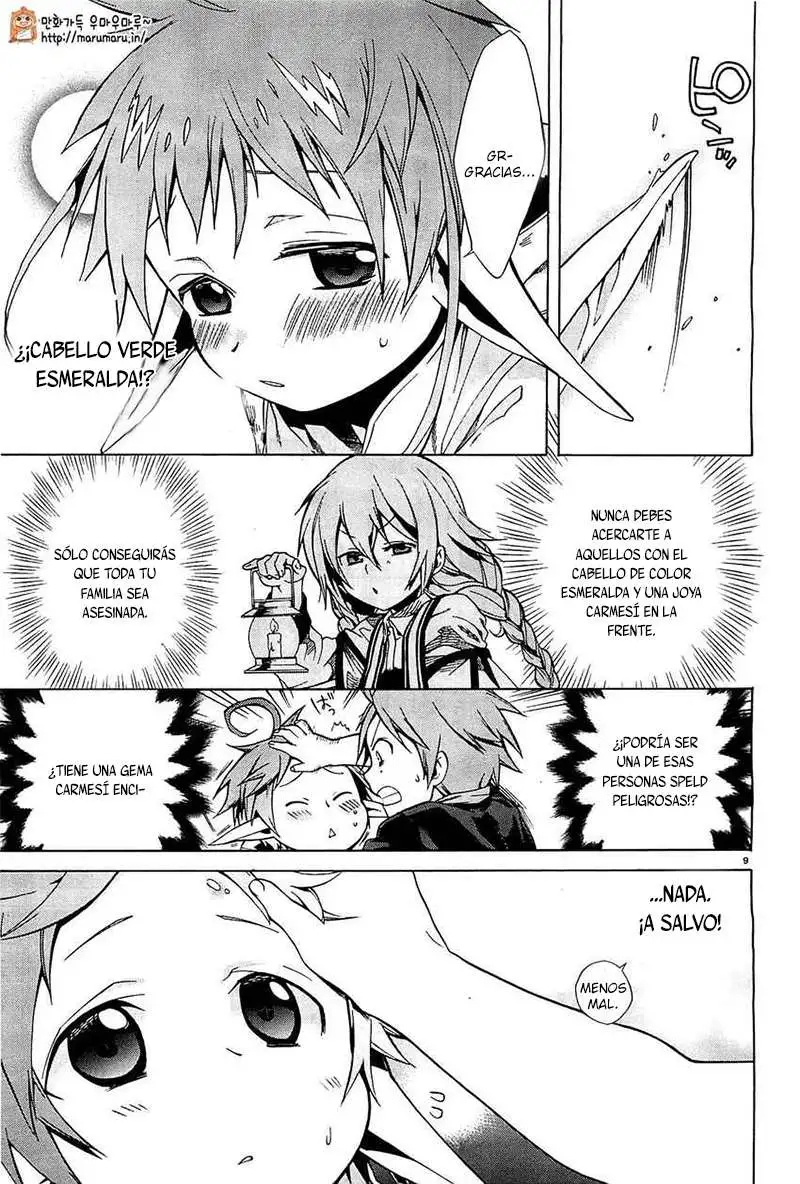 만화가득 우마우마루~
http://marumaru.in/
GR-
GRACIAS...
¿¡CABELLO VERDE
ESMERALDA!?
NUNCA DEBES
ACERCARTE A
AQUELLOS CON EL
CABELLO DE COLOR
ESMERALDA Y UNA JOYA
CARMESÍ EN LA
FRENTE.
SÓLO CONSEGUIRÁS
QUE TODA TU
FAMILIA SEA
ASESINADA.
¿¡PODRÍA SER
UNA DE ESAS
PERSONAS SPELD
PELIGROSAS!?
¿TIENE UNA GEMA
CARMESÍ ENCI-
9
...NADA.
¡A SALVO!
MENOS
MAL.